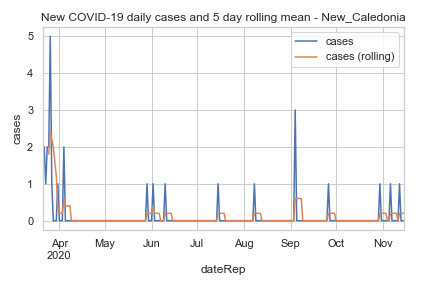 New COVID-19 daily cases and 5 day rolling mean - New_Caledonia
cases
cases (rolling)
cases
5
4
3
2
1
0
Apr May Jun Jul Aug Sep Oct Nov
2020
dateRep